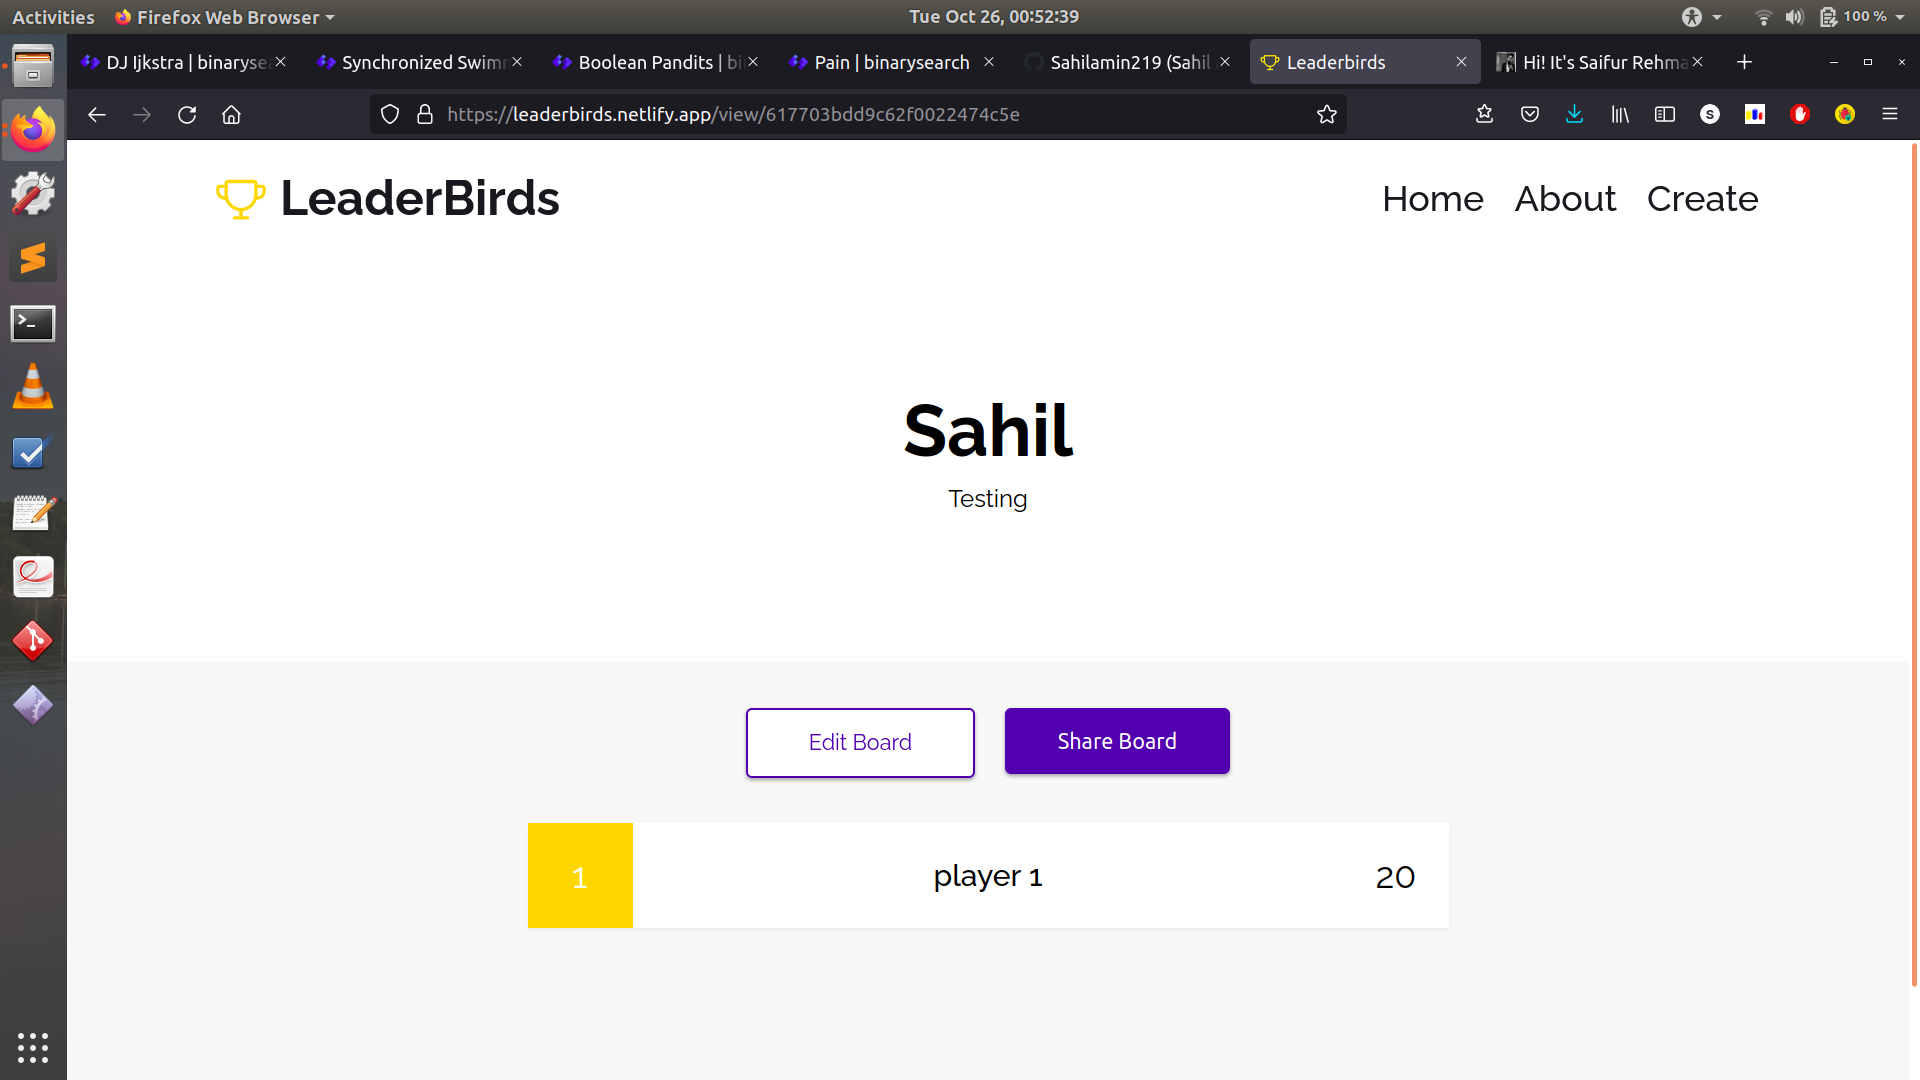 Activities Firefox Web Browser Tue Oct 26, 00:52:39 100 %
DJ Ijkstra | binaryse Synchronized Swim Boolean Pandits | bi Pain | binarysearch Sahilamin219 (Sahil Leaderbirds Hi! It's Saifur Rehma
https://leaderbirds.netlify.app/view/617703bdd9c62f0022474c5e
LeaderBirds Home About Create
Sahil
Testing
Edit Board Share Board
1 player 1 20